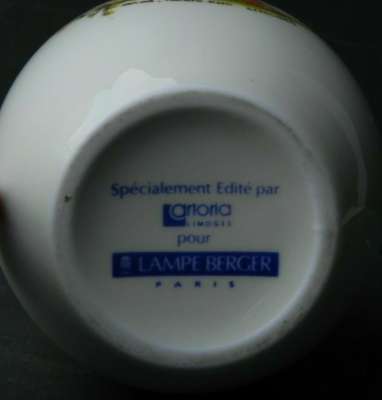 Spécialement Edité par
artoria
LIMOGES
pour
LAMPE BERGER
PARIS